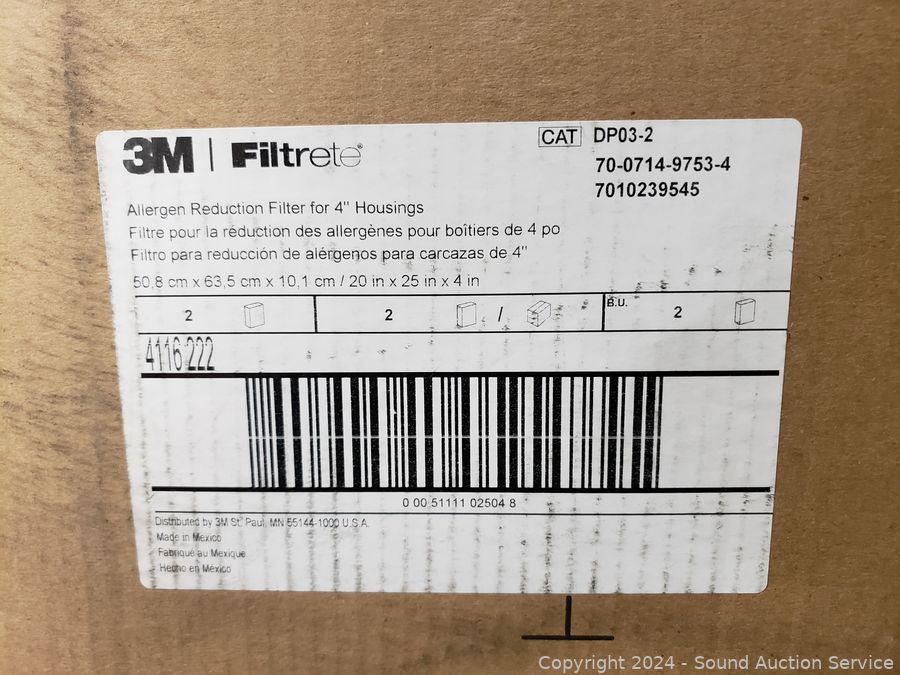 3M | Filtrete®
CAT DP03-2
70-0714-9753-4
7010239545
Allergen Reduction Filter for 4" Housings
Filtre pour la réduction des allergènes pour boîtiers de 4 po
Filtro para reducción de alérgenos para carcazas de 4"
50,8 cm x 63,5 cm x 10,1 cm / 20 in x 25 in x 4 in
2 2 / B.U. 2
4116222
0 00 51111 02504 8
Distributed by 3M St. Paul, MN 55144-1000 U.S.A.
Made in Mexico
Fabriqué au Mexique
Hecho en México
Copyright 2024 - Sound Auction Service